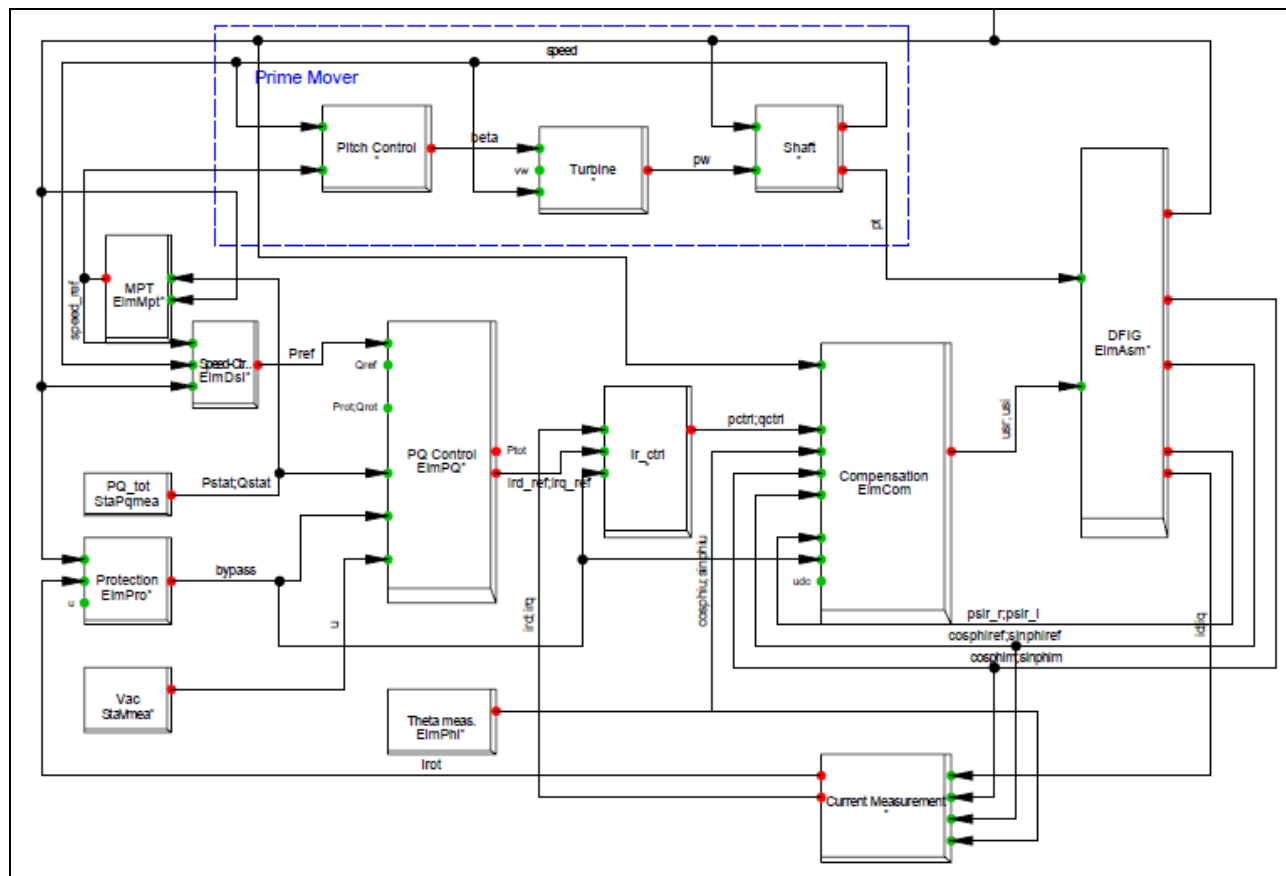 speed
Prime Mover
Pitch Control
*
beta
vw
Turbine
*
pw
Shaft
*
pt
MPT
ElmMpt*
speed_ref
Speed-Ctr..
ElmDsl*
Pref
Qref
Prot;Qrot
Ptot
PQ Control
ElmPQ*
Ird_ref;Irq_ref
Ir_ctrl
*
pctrl;qctrl
Compensation
ElmCom*
udc
usr; usi
DFIG
ElmAsm*
PQ_tot
StaPqmea*
Pstat;Qstat
Protection
ElmPro*
u
bypass
u
ird;irq
cosphiu;sinphiu
psir_r;psir_i
cosphiref;sinphiref
cosphim;sinphim
id;iq
Vac
StaVmea*
Theta meas.
ElmPhi*
Irot
Current Measurement
*